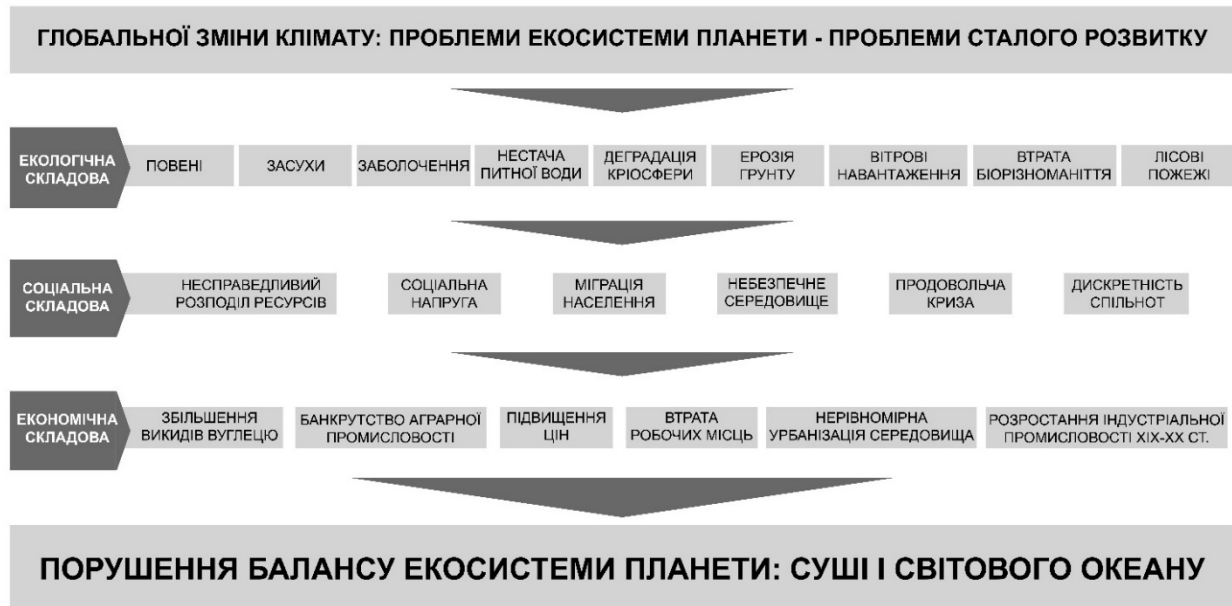 ГЛОБАЛЬНОЇ ЗМІНИ КЛІМАТУ: ПРОБЛЕМИ ЕКОСИСТЕМИ ПЛАНЕТИ - ПРОБЛЕМИ СТАЛОГО РОЗВИТКУ
ЕКОЛОГІЧНА
СКЛАДОВА
ПОВЕНІ
ЗАСУХИ
ЗАБОЛОЧЕННЯ
НЕСТАЧА
ПИТНОЇ ВОДИ
ДЕГРАДАЦІЯ
КРІОСФЕРИ
ЕРОЗІЯ
ГРУНТУ
ВІТРОВІ
НАВАНТАЖЕННЯ
ВТРАТА
БІОРІЗНОМАНІТТЯ
ЛІСОВІ
ПОЖЕЖІ
СОЦІАЛЬНА
СКЛАДОВА
НЕСПРАВЕДЛИВИЙ
РОЗПОДІЛ РЕСУРСІВ
СОЦІАЛЬНА
НАПРУГА
МІГРАЦІЯ
НАСЕЛЕННЯ
НЕБЕЗПЕЧНЕ
СЕРЕДОВИЩЕ
ПРОДОВОЛЬЧА
КРИЗА
ДИСКРЕТНІСТЬ
СПІЛЬНОТ
ЕКОНОМІЧНА
СКЛАДОВА
ЗБІЛЬШЕННЯ
ВИКИДІВ ВУГЛЕЦЮ
БАНКРУТСТВО АГРАРНОЇ
ПРОМИСЛОВОСТІ
ПІДВИЩЕННЯ
ЦІН
ВТРАТА
РОБОЧИХ МІСЦЬ
НЕРІВНОМІРНА
УРБАНІЗАЦІЯ СЕРЕДОВИЩА
РОЗРОСТАННЯ ІНДУСТРІАЛЬНОЇ
ПРОМИСЛОВОСТІ XIX-XX СТ.
ПОРУШЕННЯ БАЛАНСУ ЕКОСИСТЕМИ ПЛАНЕТИ: СУШІ І СВІТОВОГО ОКЕАНУ